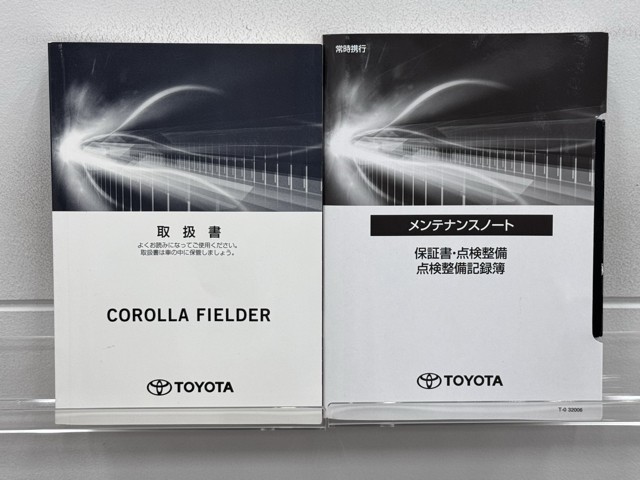 取扱書
よくお読みになってご使用ください。
取扱書は車の中に保管しましょう。
COROLLA FIELDER
TOYOTA
常時携行
メンテナンスノート
保証書・点検整備
点検整備記録簿
TOYOTA
T-0 32006